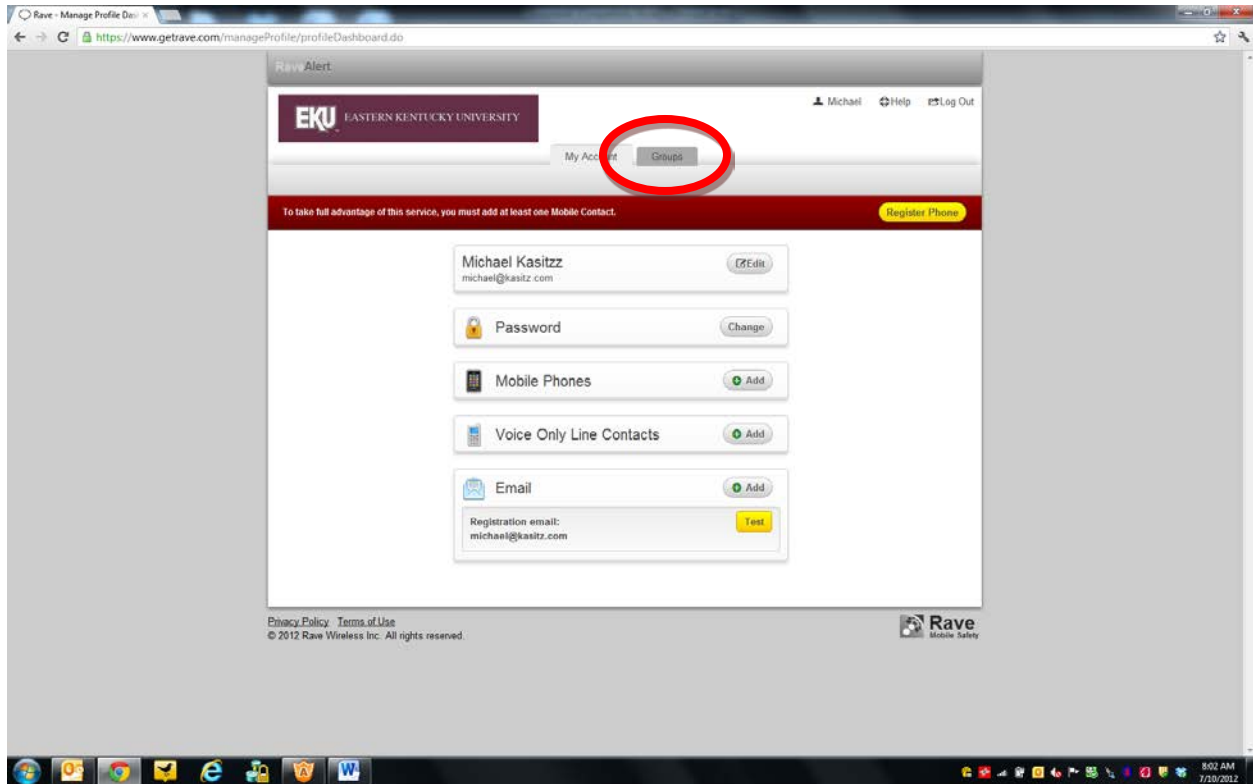 Rave - Manage Profile Das
https://www.getrave.com/manageProfile/profileDashboard.do
RaveAlert
EKU EASTERN KENTUCKY UNIVERSITY
Michael Help Log Out
My Account Groups
To take full advantage of this service, you must add at least one Mobile Contact. Register Phone
Michael Kasitzz Edit
michael@kasitz.com
Password Change
Mobile Phones Add
Voice Only Line Contacts Add
Email Add
Registration email: Test
michael@kasitz.com
Privacy Policy Terms of Use
© 2012 Rave Wireless Inc. All rights reserved.
Rave
Mobile Safety
8:02 AM
7/10/2012